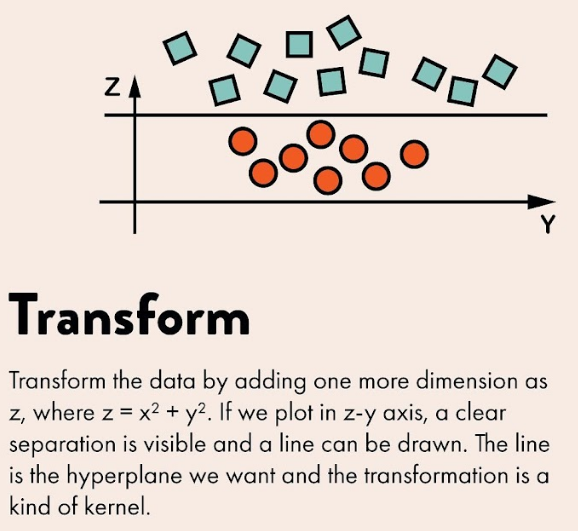 Z
Y
Transform
Transform the data by adding one more dimension as
z, where z = x² + y². If we plot in z-y axis, a clear
separation is visible and a line can be drawn. The line
is the hyperplane we want and the transformation is a
kind of kernel.